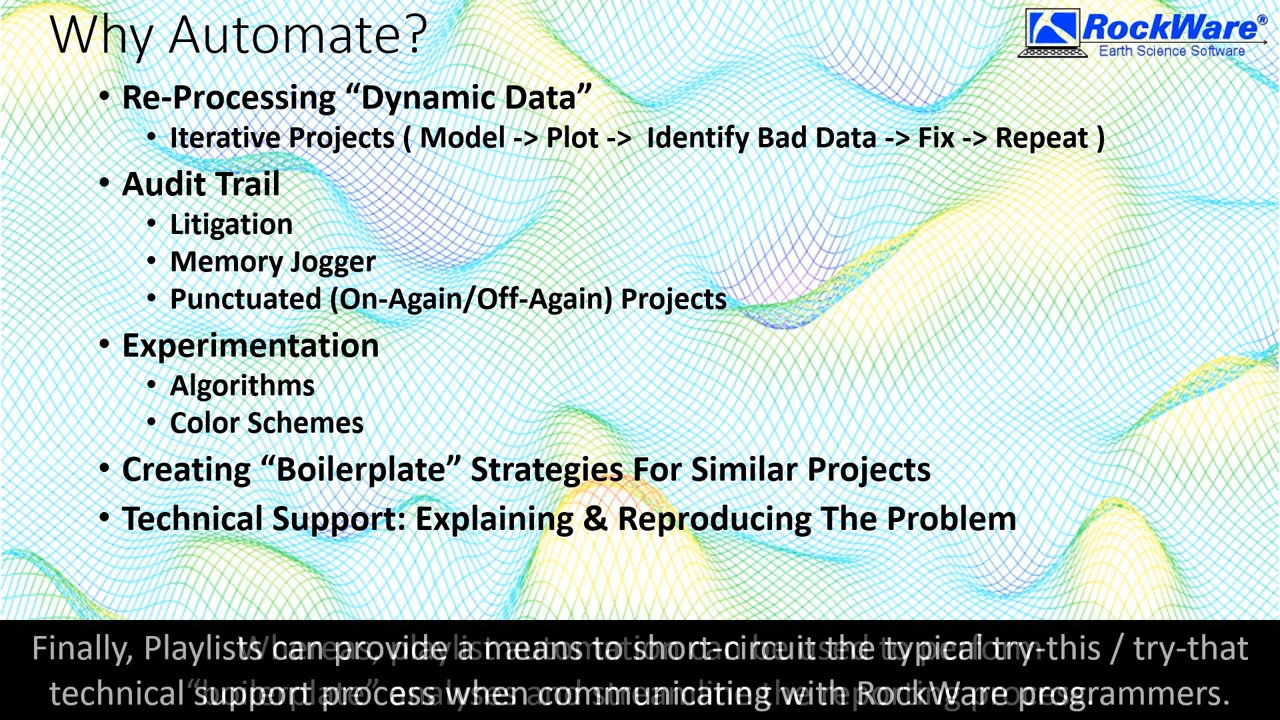 Why Automate?
RockWare®
Earth Science Software
• Re-Processing “Dynamic Data”
• Iterative Projects ( Model -> Plot -> Identify Bad Data -> Fix -> Repeat )
• Audit Trail
• Litigation
• Memory Jogger
• Punctuated (On-Again/Off-Again) Projects
• Experimentation
• Algorithms
• Color Schemes
• Creating “Boilerplate” Strategies For Similar Projects
• Technical Support: Explaining & Reproducing The Problem
Finally, Playlists can provide a means to short-circuit the typical try-this / try-that
technical support process when communicating with RockWare programmers.